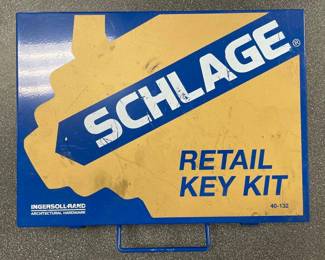 SCHLAGE®
RETAIL
KEY KIT
40-132
INGERSOLL-RAND
ARCHITECTURAL HARDWARE